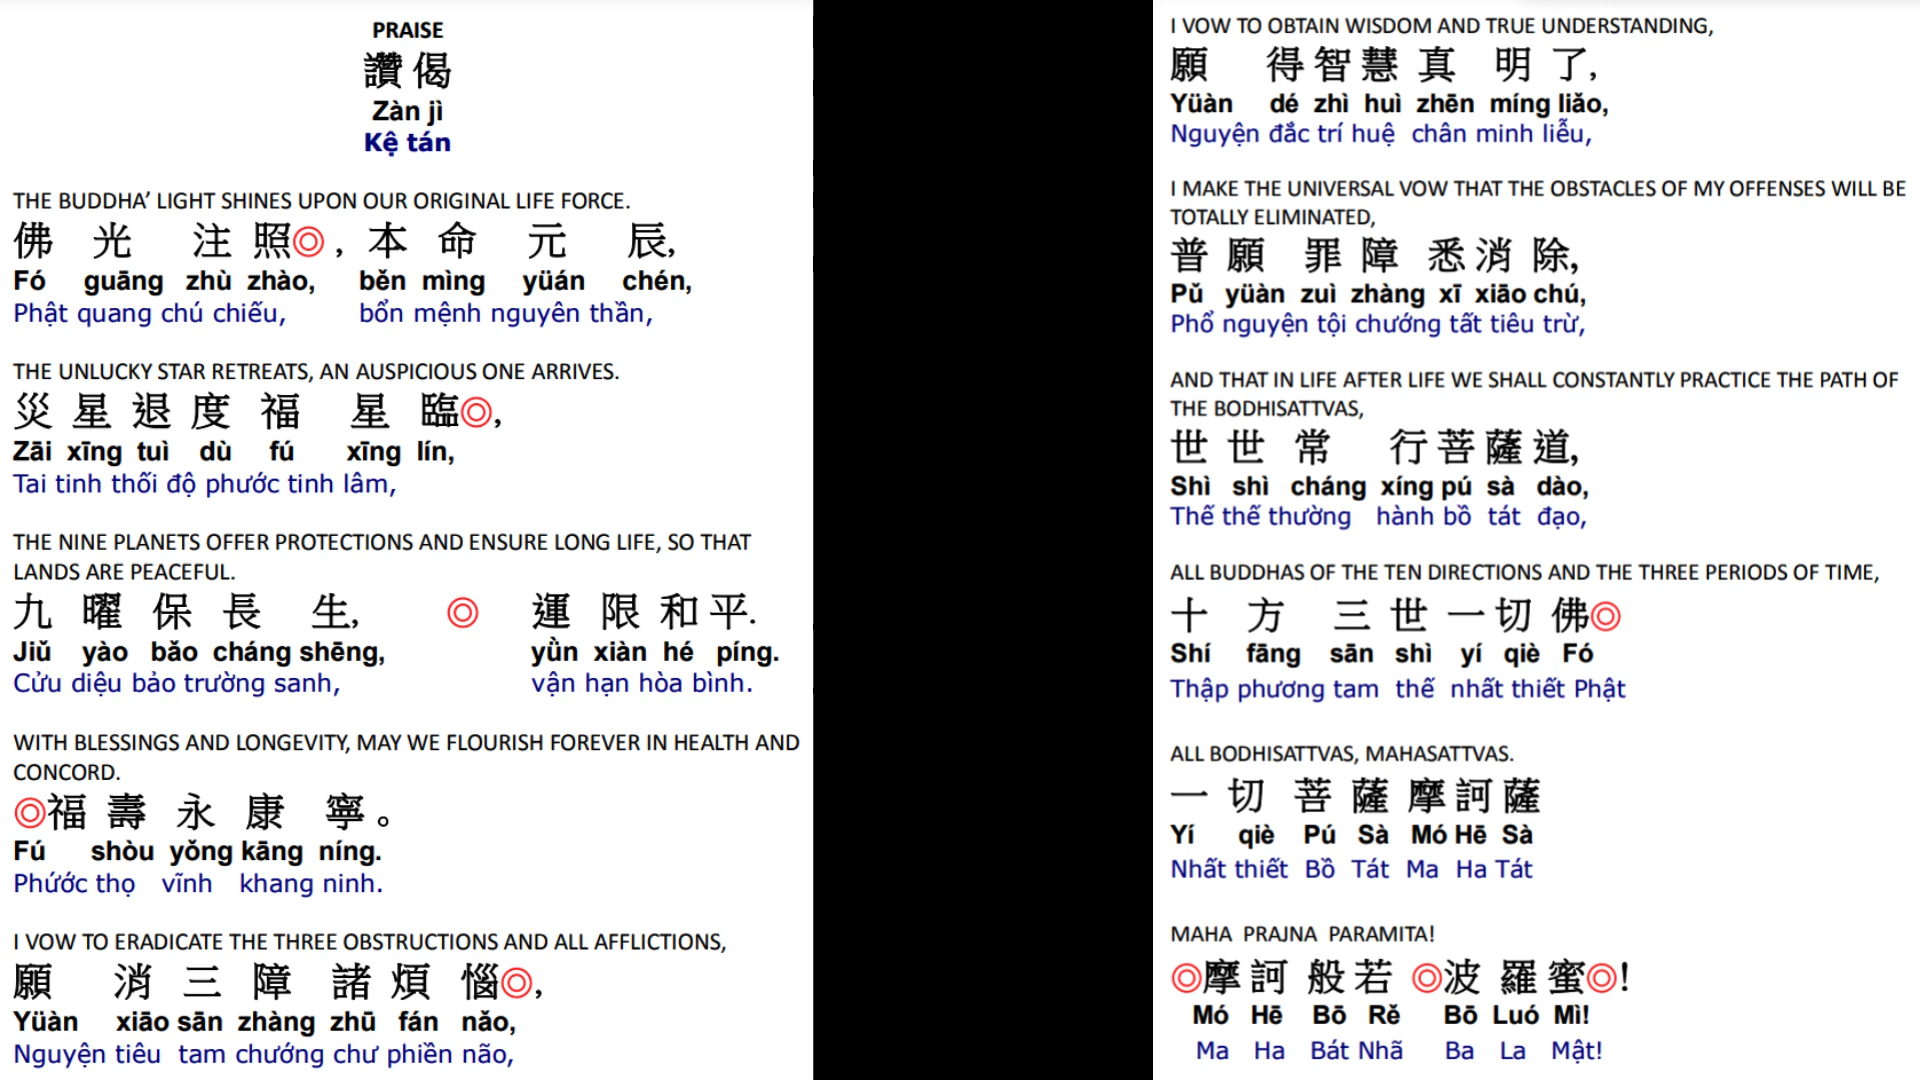 PRAISE
讚偈
Zàn jì
Kệ tán
THE BUDDHA’ LIGHT SHINES UPON OUR ORIGINAL LIFE FORCE.
佛 光 注 照◎, 本 命 元 辰,
Fó guāng zhù zhào, běn mìng yüán chén,
Phật quang chú chiếu, bổn mệnh nguyên thần,
THE UNLUCKY STAR RETREATS, AN AUSPICIOUS ONE ARRIVES.
災 星 退 度 福 星 臨◎,
Zāi xīng tuì dù fú xīng lín,
Tai tinh thối độ phước tinh lâm,
THE NINE PLANETS OFFER PROTECTIONS AND ENSURE LONG LIFE, SO THAT
LANDS ARE PEACEFUL.
九 曜 保 長 生, ◎ 運 限 和 平.
Jiǔ yào bǎo cháng shēng, yǜn xiàn hé píng.
Cửu diệu bảo trường sanh, vận hạn hòa bình.
WITH BLESSINGS AND LONGEVITY, MAY WE FLOURISH FOREVER IN HEALTH AND
CONCORD.
◎福 壽 永 康 寧。
Fú shòu yǒng kāng níng.
Phứớc thọ vĩnh khang ninh.
I VOW TO ERADICATE THE THREE OBSTRUCTIONS AND ALL AFFLICTIONS,
願 消 三 障 諸 煩 惱◎,
Yüàn xiāo sān zhàng zhū fán nǎo,
Nguyện tiêu tam chướng chư phiền não,
I VOW TO OBTAIN WISDOM AND TRUE UNDERSTANDING,
願 得 智 慧 真 明 了,
Yüàn dé zhì huì zhēn míng liǎo,
Nguyện đắc trí huệ chân minh liễu,
I MAKE THE UNIVERSAL VOW THAT THE OBSTACLES OF MY OFFENSES WILL BE
TOTALLY ELIMINATED,
普 願 罪 障 悉 消 除,
Pǔ yüàn zuì zhàng xī xiāo chú,
Phổ nguyện tội chướng tất tiêu trừ,
AND THAT IN LIFE AFTER LIFE WE SHALL CONSTANTLY PRACTICE THE PATH OF
THE BODHISATTVAS,
世 世 常 行 菩 薩 道,
Shì shì cháng xíng pú sà dào,
Thế thế thường hành bồ tát đạo,
ALL BUDDHAS OF THE TEN DIRECTIONS AND THE THREE PERIODS OF TIME,
十 方 三 世 一 切 佛◎
Shí fāng sān shì yí qiè Fó
Thập phương tam thế nhất thiết Phật
ALL BODHISATTVAS, MAHASATTVAS.
一 切 菩 薩 摩 訶 薩
Yí qiè Pú Sà Mó Hē Sà
Nhất thiết Bồ Tát Ma Ha Tát
MAHA PRAJNA PARAMITA!
◎摩 訶 般 若 ◎波 羅 蜜◎!
Mó Hē Bō Rě Bō Luó Mì!
Ma Ha Bát Nhã Ba La Mật!